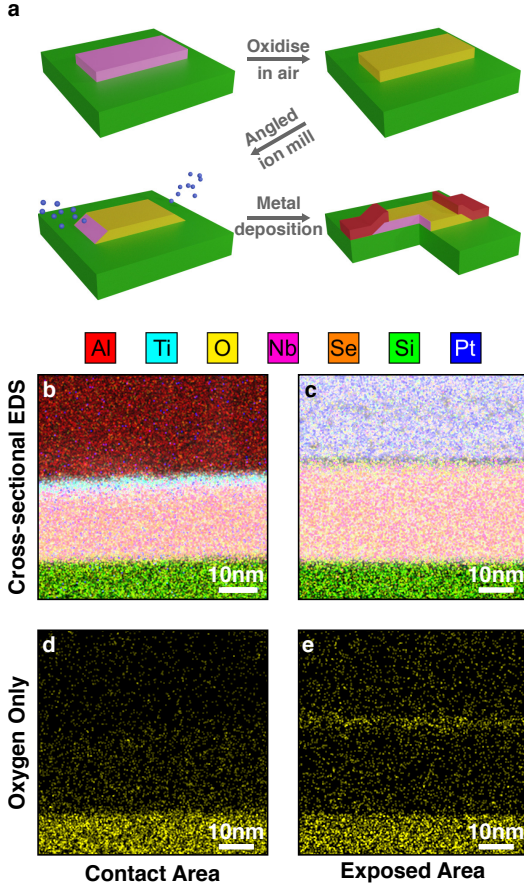 a
Oxidise
in air
Angled
ion mill
Metal
deposition
Al Ti O Nb Se Si Pt
Cross-sectional EDS
b
10nm
c
10nm
Oxygen Only
d
10nm
e
10nm
Contact Area
Exposed Area